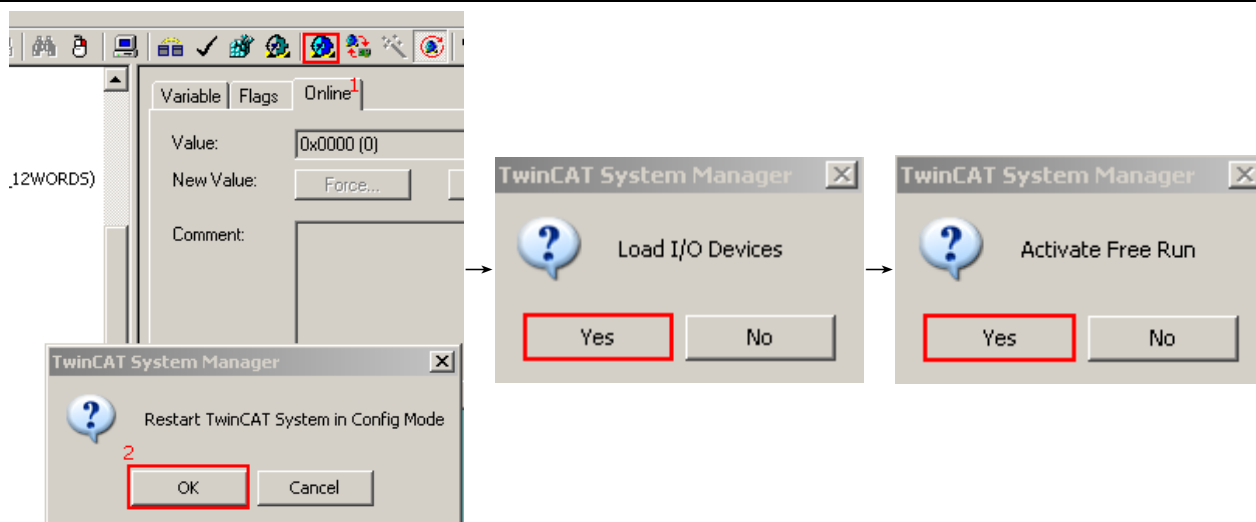 Variable
Flags
Online
1
Value:
0x0000 (0)
_12WORDS)
New Value:
Force...
Comment:
TwinCAT System Manager
Restart TwinCAT System in Config Mode
2
OK
Cancel
TwinCAT System Manager
Load I/O Devices
Yes
No
TwinCAT System Manager
Activate Free Run
Yes
No